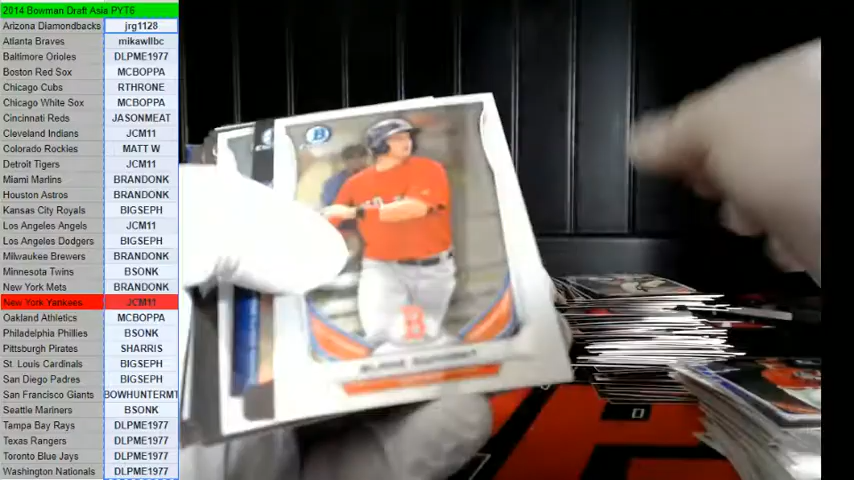 2014 Bowman Draft Asia PYT6
Arizona Diamondbacks jrg1128
Atlanta Braves mikawllbc
Baltimore Orioles DLPME1977
Boston Red Sox MCBOPPA
Chicago Cubs RTHRONE
Chicago White Sox MCBOPPA
Cincinnati Reds JASONMEAT
Cleveland Indians JCM11
Colorado Rockies MATT W
Detroit Tigers JCM11
Miami Marlins BRANDONK
Houston Astros BRANDONK
Kansas City Royals BIGSEPH
Los Angeles Angels JCM11
Los Angeles Dodgers BIGSEPH
Milwaukee Brewers BRANDONK
Minnesota Twins BSONK
New York Mets BRANDONK
New York Yankees JCM11
Oakland Athletics MCBOPPA
Philadelphia Phillies BSONK
Pittsburgh Pirates SHARRIS
St. Louis Cardinals BIGSEPH
San Diego Padres BIGSEPH
San Francisco Giants BOWHUNTERMT
Seattle Mariners BSONK
Tampa Bay Rays DLPME1977
Texas Rangers DLPME1977
Toronto Blue Jays DLPME1977
Washington Nationals DLPME1977
B
B